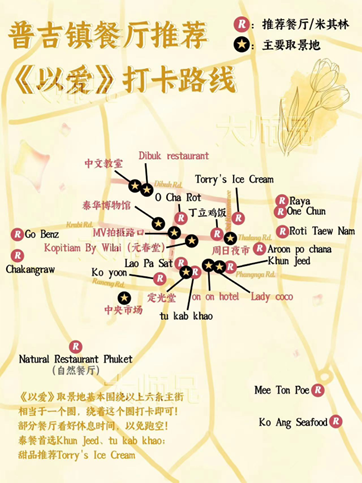 普吉镇餐厅推荐
《以爱》打卡路线
R：推荐餐厅/米其林
★：主要取景地
大师兄
Dibuk restaurant
中文教室
Dibuk Rd.
Torry's Ice Cream
O Cha Rot
泰华博物馆
丁立鸡饭
Raya
One Chun
Krabi Rd.
MV拍摄路口
Thalang Rd.
Roti Taew Nam
Go Benz
Kopitiam By Wilai (元春堂)
周日夜市
Aroon po chana
Khun Jeed
Chakangraw
Lao Pa Sat
Ko yoon
Phangnga Rd.
Rasada Rd.
定光堂
on on hotel
Lady coco
中央市场
tu kab khao
Natural Restaurant Phuket
(自然餐厅)
Mee Ton Poe
Ko Ang Seafood
《以爱》取景地基本围绕以上六条主街
相当于一个圈，绕着这个圈打卡即可！
部分餐厅看好休息时间，以免跑空！
泰餐首选Khun Jeed、tu kab khao；
甜品推荐Torry's Ice Cream